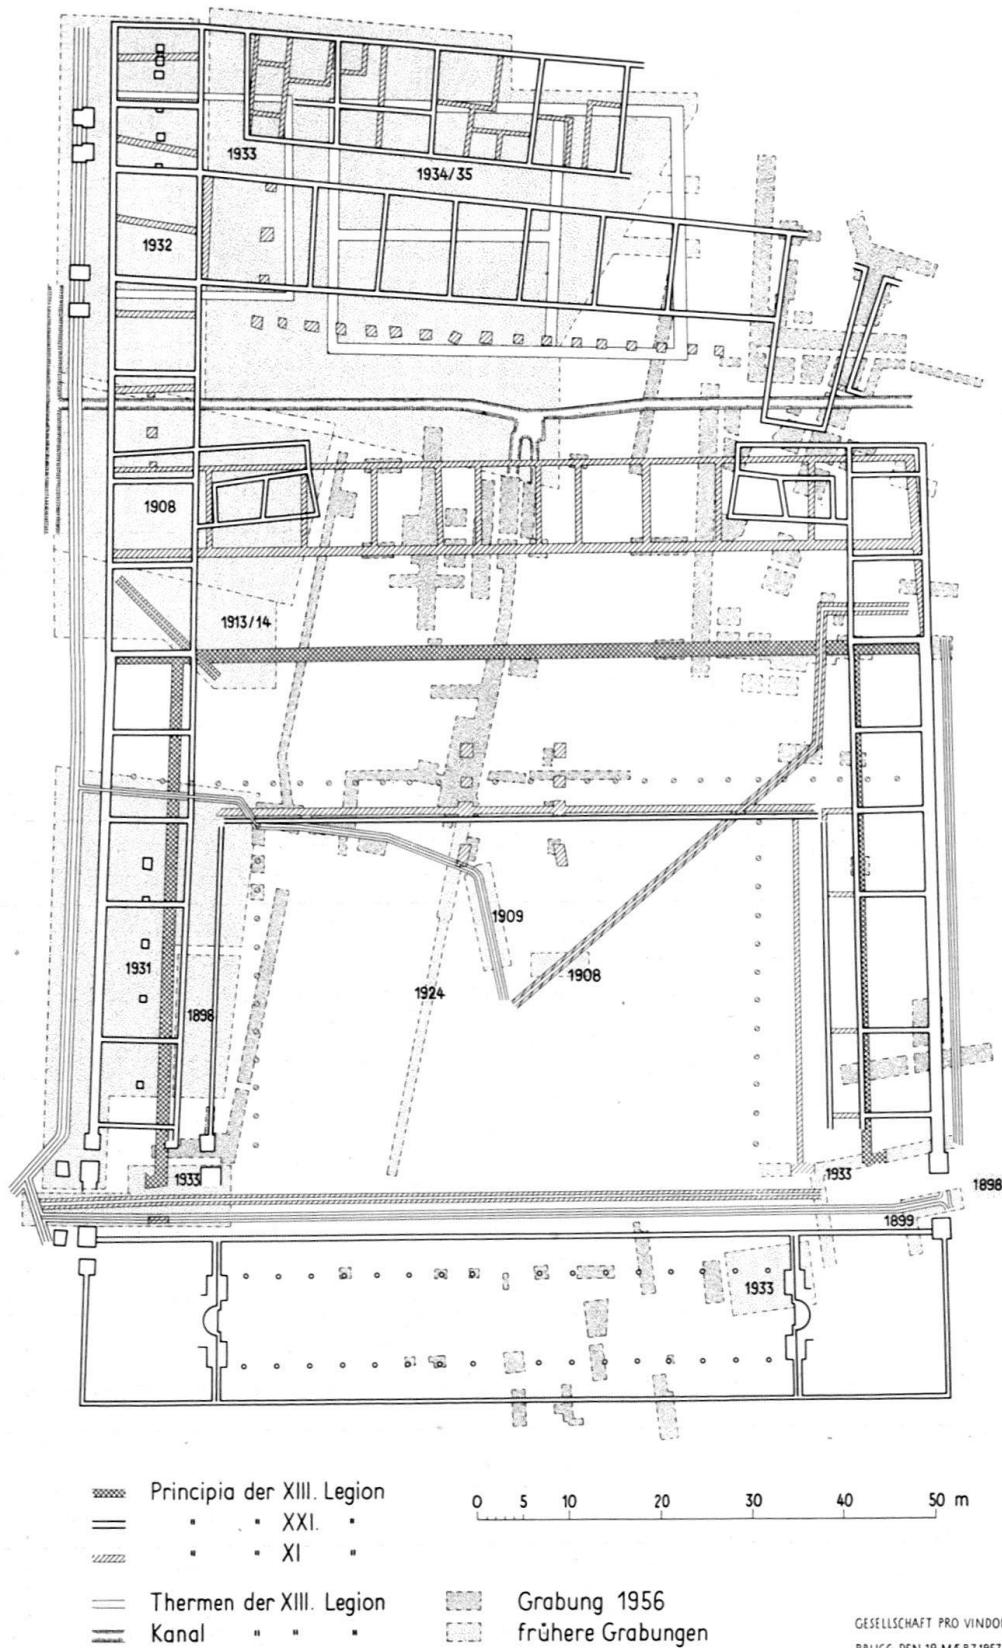 1933
1934/35
1932
1908
1913/14
1909
1908
1924
1931
1898
1933
1933
1898
1899
1933
Principia der XIII. Legion
" " XXI. "
" " XI "
0 5 10 20 30 40 50 m
Thermen der XIII. Legion
Kanal " " "
Grabung 1956
frühere Grabungen
GESELLSCHAFT PRO